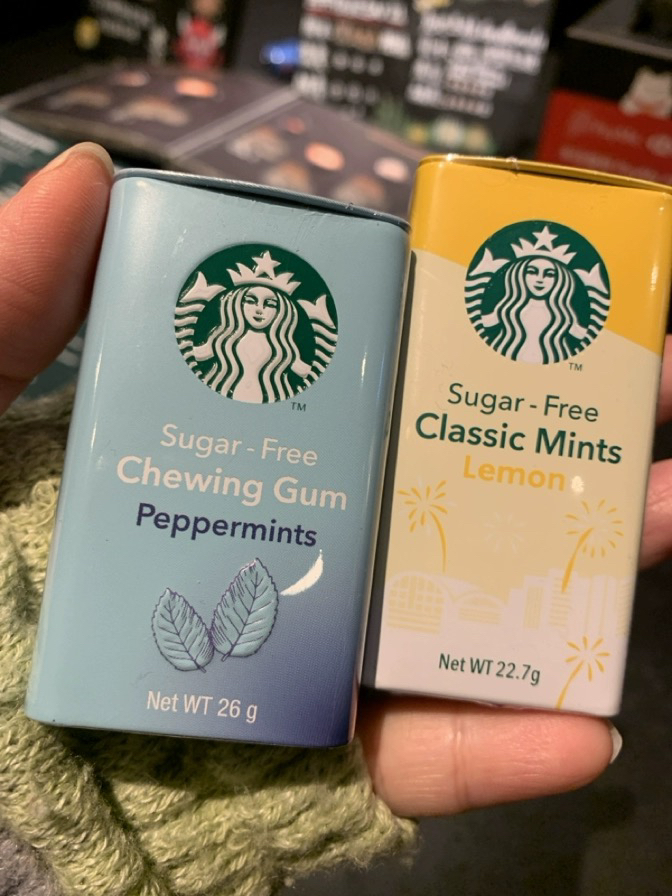 TM
Sugar - Free
Chewing Gum
Peppermints
Net WT 26 g
TM
Sugar - Free
Classic Mints
Lemon
Net WT 22.7g